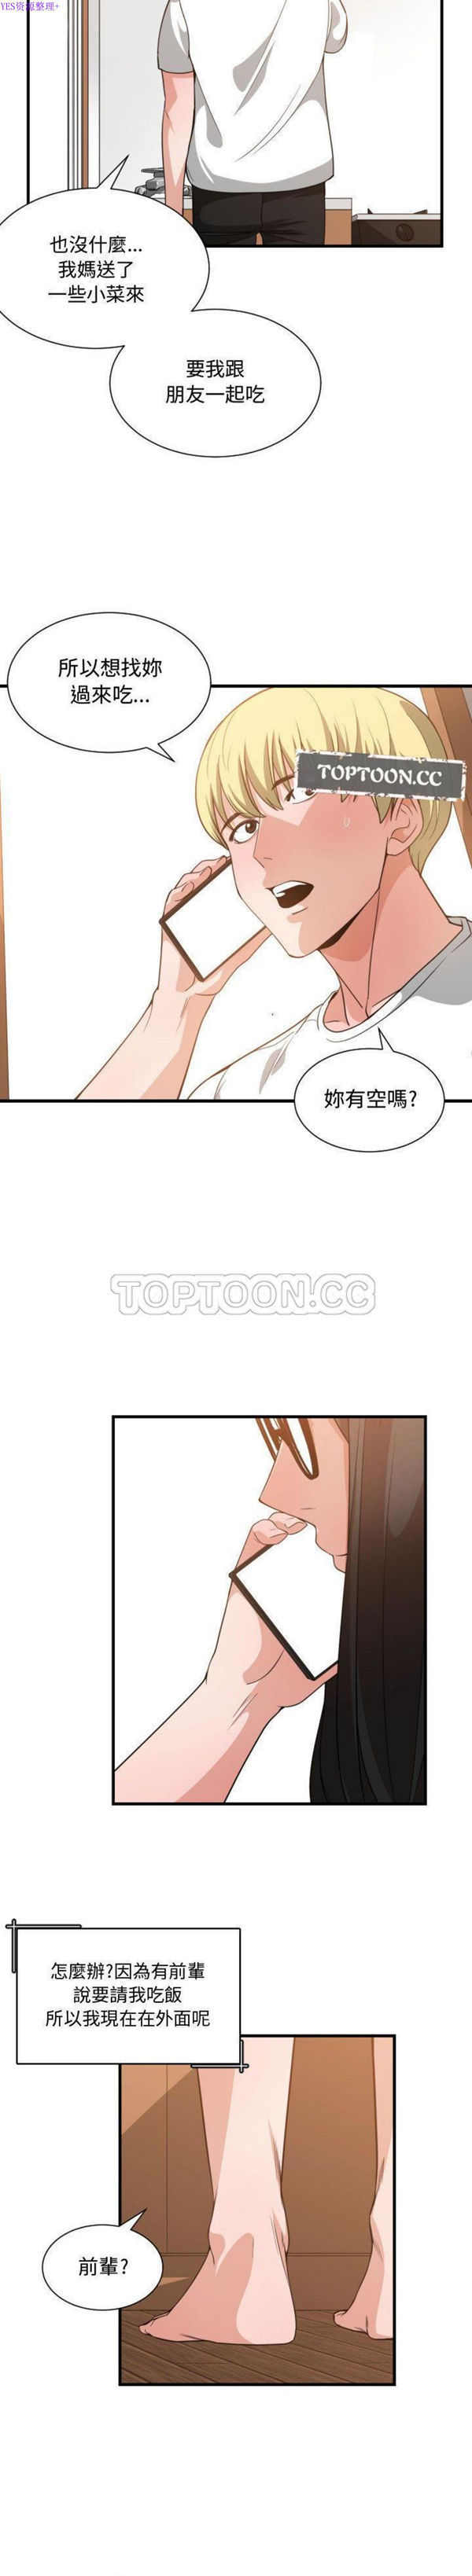 YES资源整理+
也沒什麼...
我媽送了
一些小菜來
要我跟
朋友一起吃
所以想找妳
過來吃...
TOPTOON.CC
妳有空嗎?
TOPTOON.CC
怎麼辦?因為有前輩
說要請我吃飯
所以我現在在外面呢
前輩?